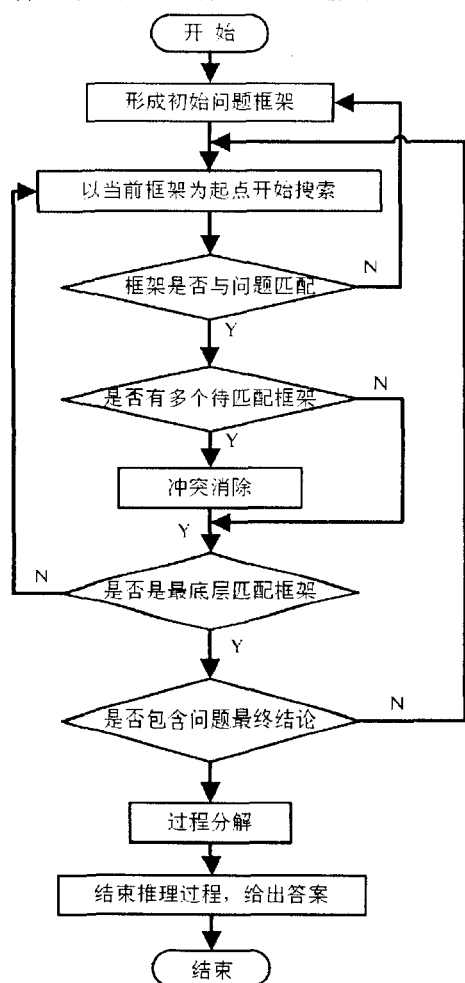 开始
形成初始问题框架
以当前框架为起点开始搜索
框架是否与问题匹配
N
Y
是否有多个待匹配框架
N
Y
冲突消除
Y
是否是最底层匹配框架
N
Y
是否包含问题最终结论
N
过程分解
结束推理过程，给出答案
结束